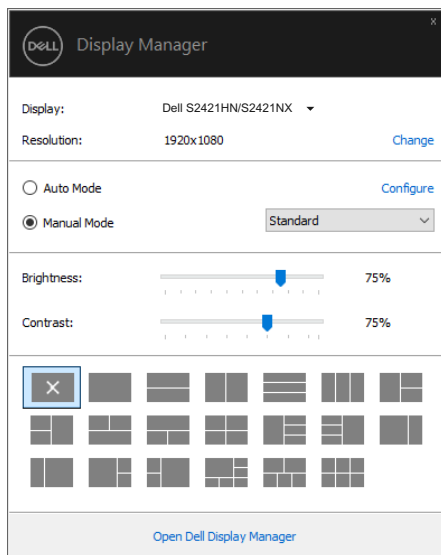 x
DELL Display Manager
Display: Dell S2421HN/S2421NX
Resolution: 1920x1080 Change
Auto Mode Configure
Manual Mode Standard
Brightness: 75%
Contrast: 75%
Open Dell Display Manager